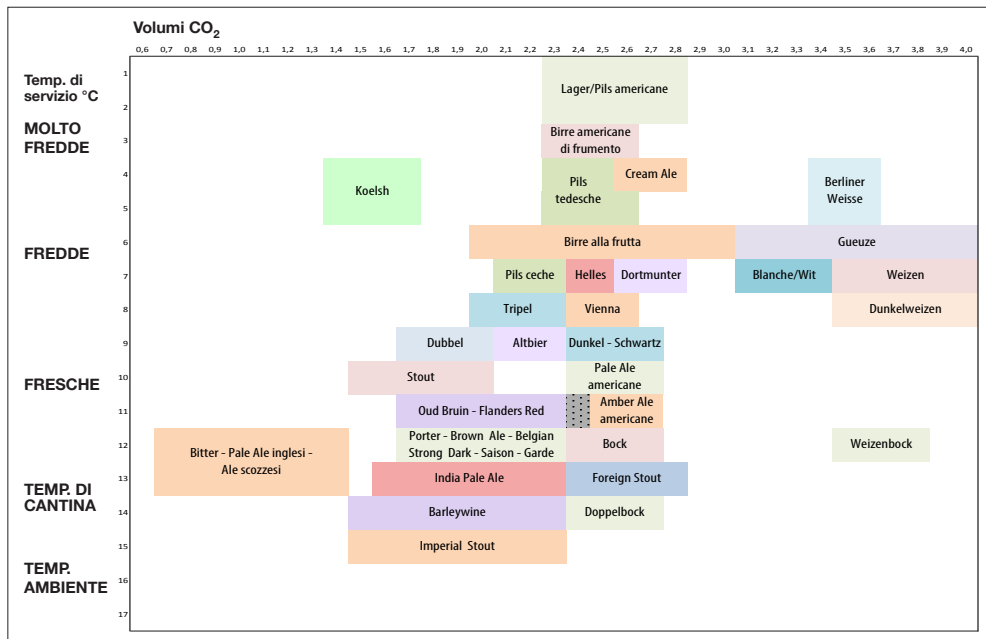 Volumi CO2
0,6 0,7 0,8 0,9 1,0 1,1 1,2 1,3 1,4 1,5 1,6 1,7 1,8 1,9 2,0 2,1 2,2 2,3 2,4 2,5 2,6 2,7 2,8 2,9 3,0 3,1 3,2 3,3 3,4 3,5 3,6 3,7 3,8 3,9 4,0
Temp. di
servizio °C
1
Lager/Pils americane
2
MOLTO
FREDDE
3
Birre americane
di frumento
4
Koelsh
Pils
tedesche
Cream Ale
Berliner
Weisse
5
FREDDE
6
Birre alla frutta
Gueuze
7
Pils ceche
Helles
Dortmunter
Blanche/Wit
Weizen
8
Tripel
Vienna
Dunkelweizen
9
Dubbel
Altbier
Dunkel - Schwartz
FRESCHE
10
Stout
Pale Ale
americane
11
Oud Bruin - Flanders Red
Amber Ale
americane
12
Bitter - Pale Ale inglesi -
Ale scozzesi
Porter - Brown Ale - Belgian
Strong Dark - Saison - Garde
Bock
Weizenbock
TEMP. DI
CANTINA
13
India Pale Ale
Foreign Stout
14
Barleywine
Doppelbock
15
Imperial Stout
TEMP.
AMBIENTE
16
17